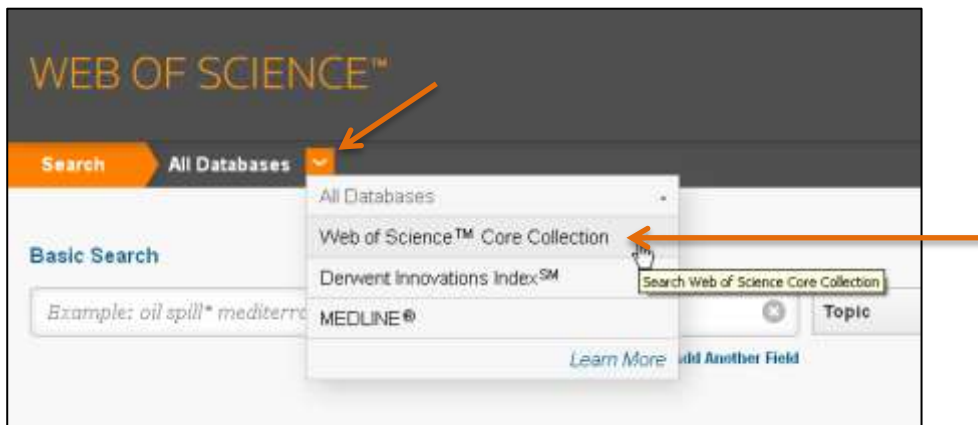 WEB OF SCIENCE™
Search All Databases
All Databases
Web of Science™ Core Collection
Basic Search
Derwent Innovations Index℠
Search Web of Science Core Collection
Example: oil spill* mediterr
MEDLINE®
Topic
Learn More
dd Another Field